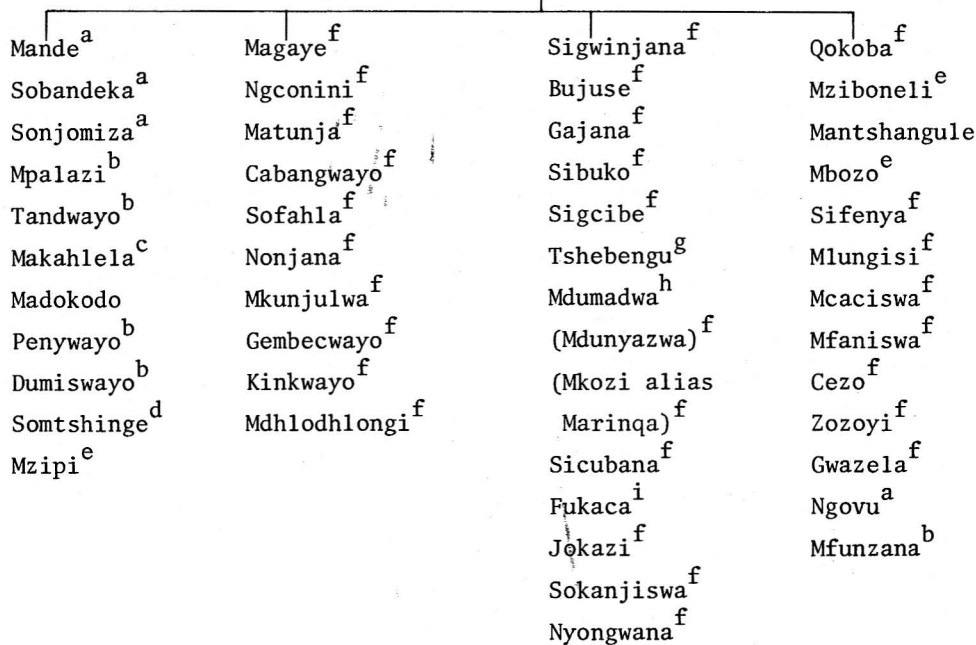 Mandeᵃ
Sobandekaᵃ
Sonjomizaᵃ
Mpalaziᵇ
Tandwayoᵇ
Makahlelaᶜ
Madokodo
Penywayoᵇ
Dumiswayoᵇ
Somtshingeᵈ
Mzipiᵉ
Magayeᶠ
Ngconiniᶠ
Matunjaᶠ
Cabangwayoᶠ
Sofahlaᶠ
Nonjanaᶠ
Mkunjulwaᶠ
Gembecwayoᶠ
Kinkwayoᶠ
Mdhlodhlongiᶠ
Sigwinjanaᶠ
Bujuseᶠ
Gajanaᶠ
Sibukoᶠ
Sigcibeᶠ
Tshebenguᵍ
Mdumadwaʰ
(Mdunyazwa)ᶠ
(Mkozi alias
Marinqa)ᶠ
Sicubanaᶠ
Fukacaⁱ
Jokaziᶠ
Sokanjiswaᶠ
Nyongwanaᶠ
Qokobaᶠ
Mziboneliᵉ
Mantshangule
Mbozoᵉ
Sifenyaᶠ
Mlungisiᶠ
Mcaciswaᶠ
Mfaniswaᶠ
Cezoᶠ
Zozoyiᶠ
Gwazelaᶠ
Ngovuᵃ
Mfunzanaᵇ